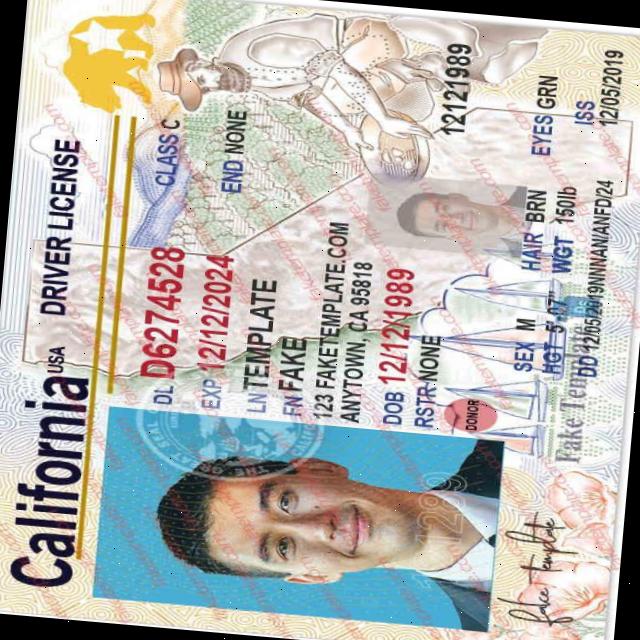 California USA DRIVER LICENSE
DL D6274528 CLASS C
EXP 12/12/2024 END NONE
LN TEMPLATE
FN FAKE
123 FAKETEMPLATE.COM
ANYTOWN, CA 95818
DOB 12/12/1989
RSTR NONE
12121989
DONOR
SEX M HAIR BRN EYES GRN
HGT 5'-07" WGT 150lb ISS
DD 12/05/2019NNNAN/ANFD/24 12/05/2019
Fake Template
fake template